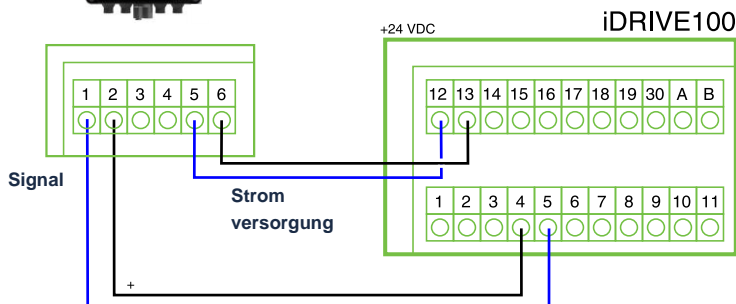 +24 VDC
iDRIVE100
1 2 3 4 5 6
12 13 14 15 16 17 18 19 30 A B
Signal
Strom
versorgung
1 2 3 4 5 6 7 8 9 10 11
+